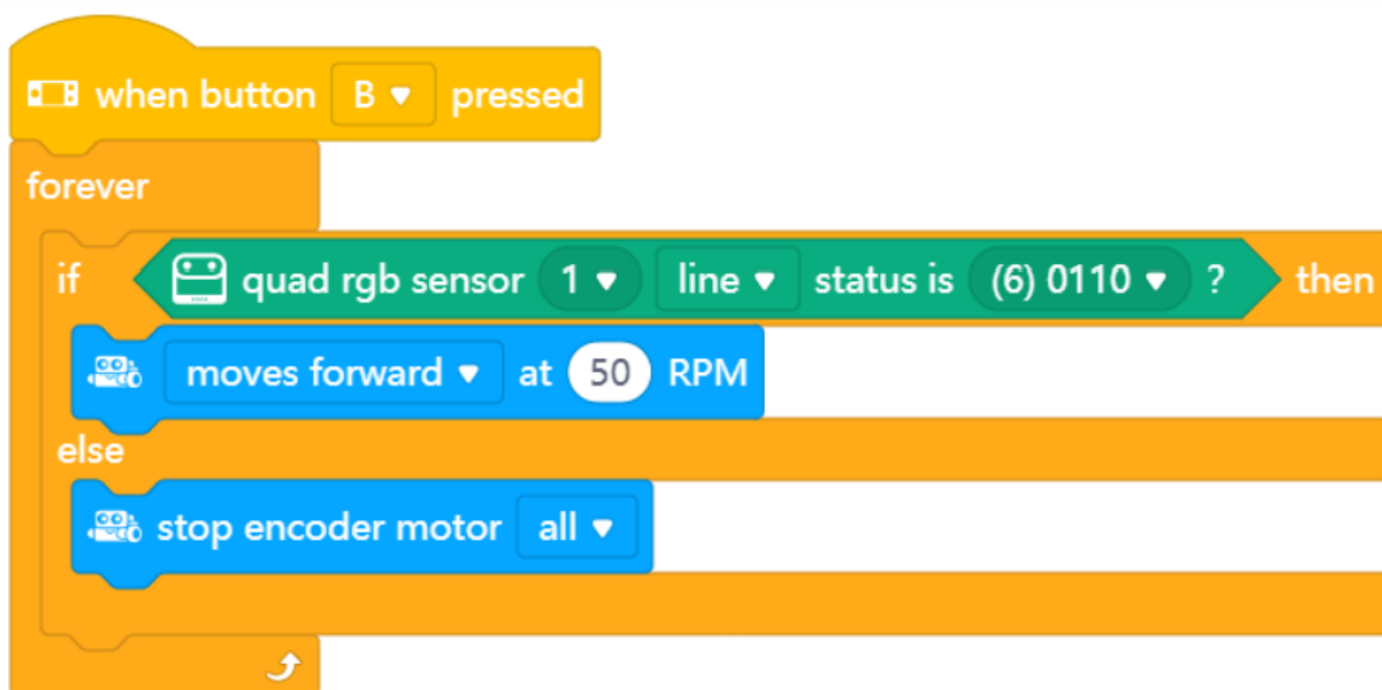 when button B pressed
forever
if quad rgb sensor 1 line status is (6) 0110 ? then
moves forward at 50 RPM
else
stop encoder motor all